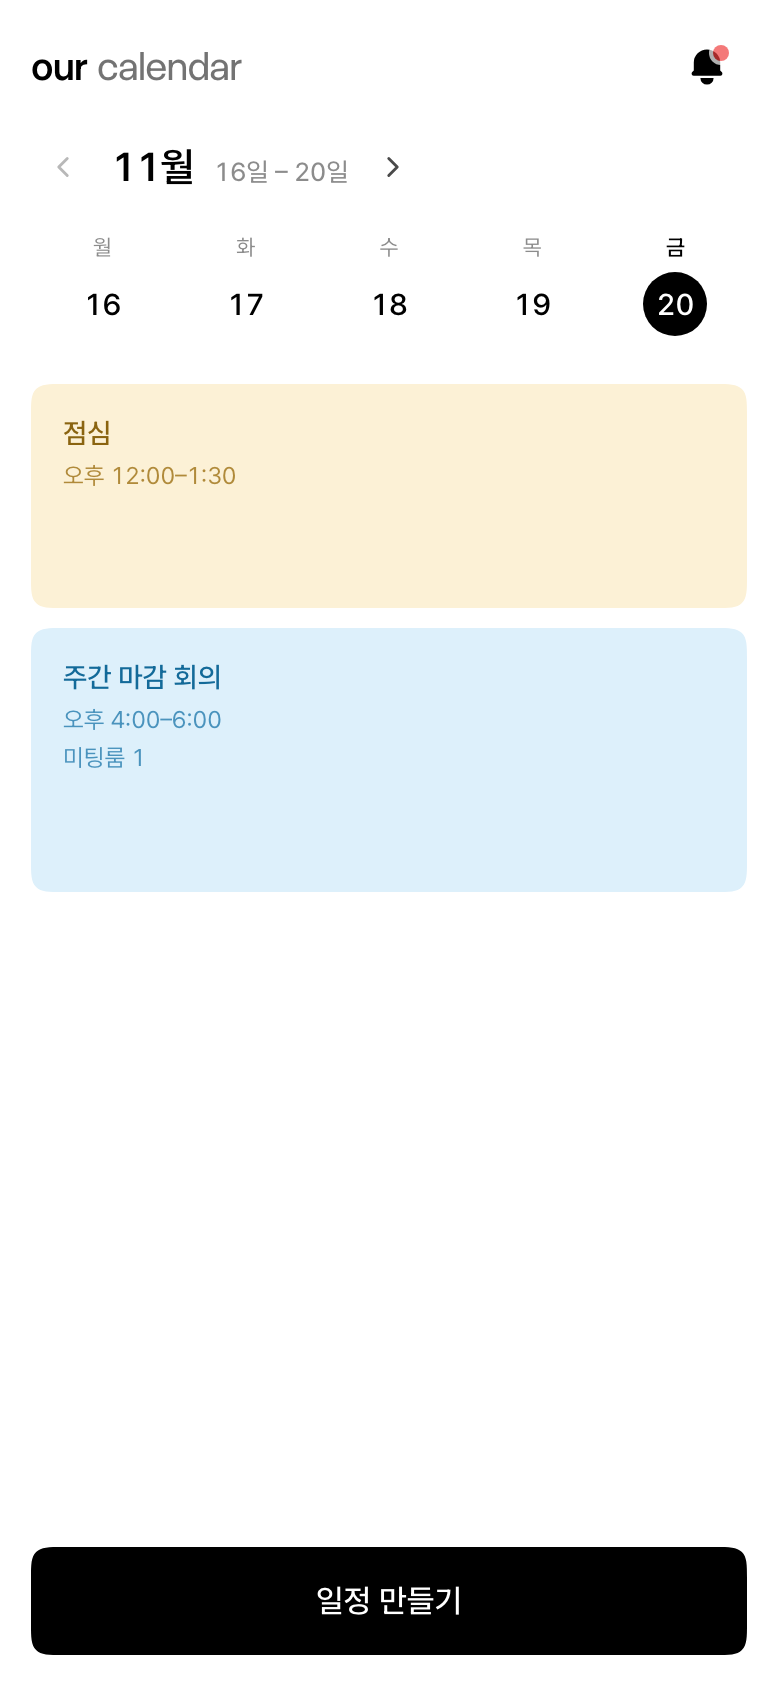 our calendar
11월 16일 – 20일
월 화 수 목 금
16 17 18 19 20
점심
오후 12:00–1:30
주간 마감 회의
오후 4:00–6:00
미팅룸 1
일정 만들기